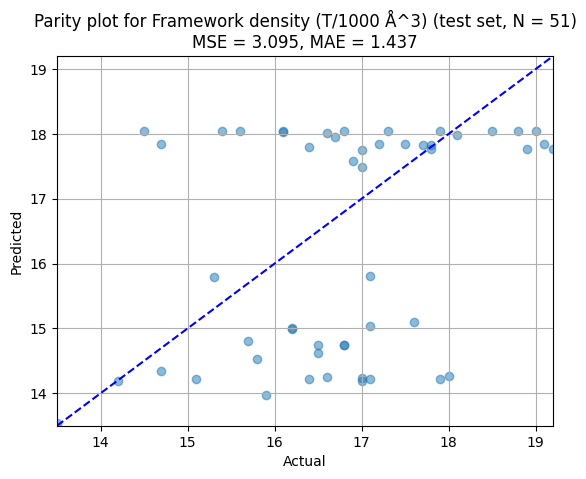 Parity plot for Framework density (T/1000 Å^3) (test set, N = 51)
MSE = 3.095, MAE = 1.437
19
18
17
16
15
14
Predicted
14 15 16 17 18 19
Actual